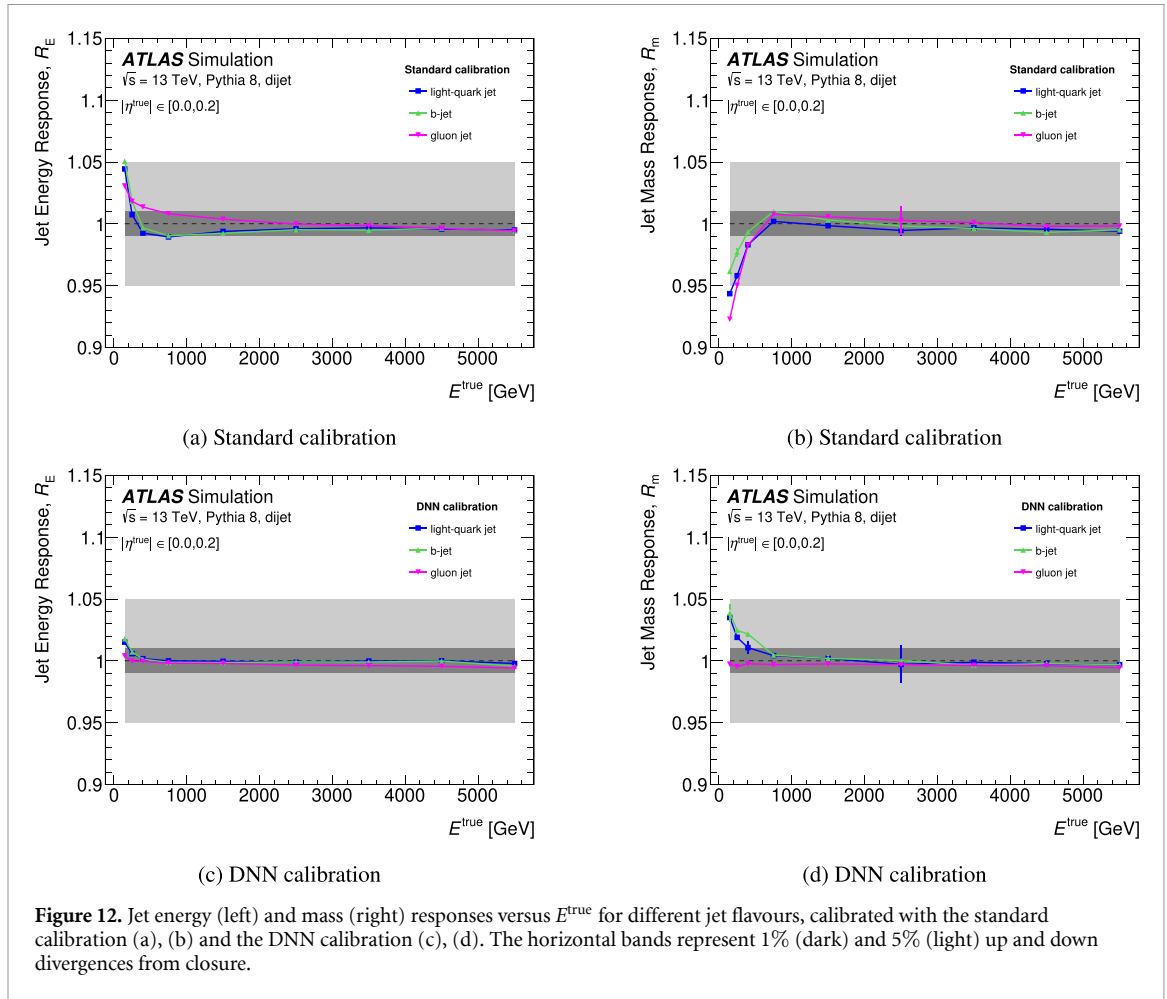 Jet Energy Response, R_E
1.15
1.1
1.05
1
0.95
0.9
ATLAS Simulation
√s = 13 TeV, Pythia 8, dijet
|η^true| ∈ [0.0,0.2]
Standard calibration
light-quark jet
b-jet
gluon jet
0 1000 2000 3000 4000 5000
E^true [GeV]
(a) Standard calibration
Jet Mass Response, R_m
1.15
1.1
1.05
1
0.95
0.9
ATLAS Simulation
√s = 13 TeV, Pythia 8, dijet
|η^true| ∈ [0.0,0.2]
Standard calibration
light-quark jet
b-jet
gluon jet
0 1000 2000 3000 4000 5000
E^true [GeV]
(b) Standard calibration
Jet Energy Response, R_E
1.15
1.1
1.05
1
0.95
0.9
ATLAS Simulation
√s = 13 TeV, Pythia 8, dijet
|η^true| ∈ [0.0,0.2]
DNN calibration
light-quark jet
b-jet
gluon jet
0 1000 2000 3000 4000 5000
E^true [GeV]
(c) DNN calibration
Jet Mass Response, R_m
1.15
1.1
1.05
1
0.95
0.9
ATLAS Simulation
√s = 13 TeV, Pythia 8, dijet
|η^true| ∈ [0.0,0.2]
DNN calibration
light-quark jet
b-jet
gluon jet
0 1000 2000 3000 4000 5000
E^true [GeV]
(d) DNN calibration
Figure 12. Jet energy (left) and mass (right) responses versus E^true for different jet flavours, calibrated with the standard
calibration (a), (b) and the DNN calibration (c), (d). The horizontal bands represent 1% (dark) and 5% (light) up and down
divergences from closure.